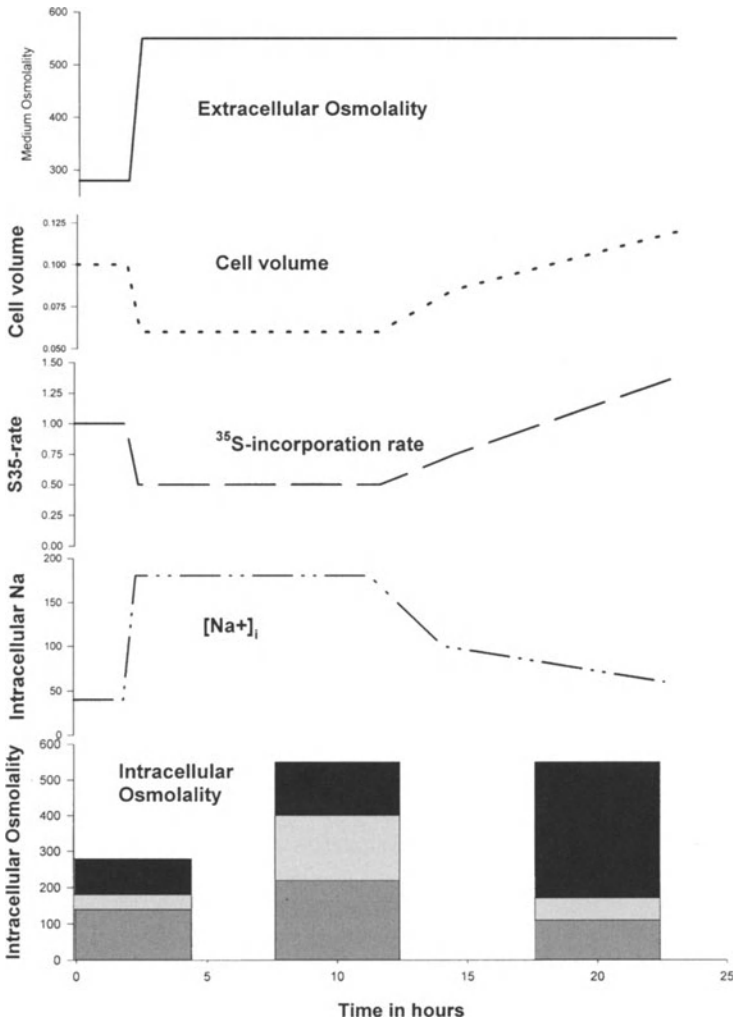 600
500
400
300
Medium Osmolality
Extracellular Osmolality
0.125
0.100
0.075
0.050
Cell volume
Cell volume
1.50
1.25
1.00
0.75
0.50
0.25
0.00
S35-rate
35S-incorporation rate
200
150
100
50
0
Intracellular Na
[Na+]i
600
500
400
300
200
100
0
Intracellular Osmolality
Intracellular
Osmolality
0 5 10 15 20 25
Time in hours